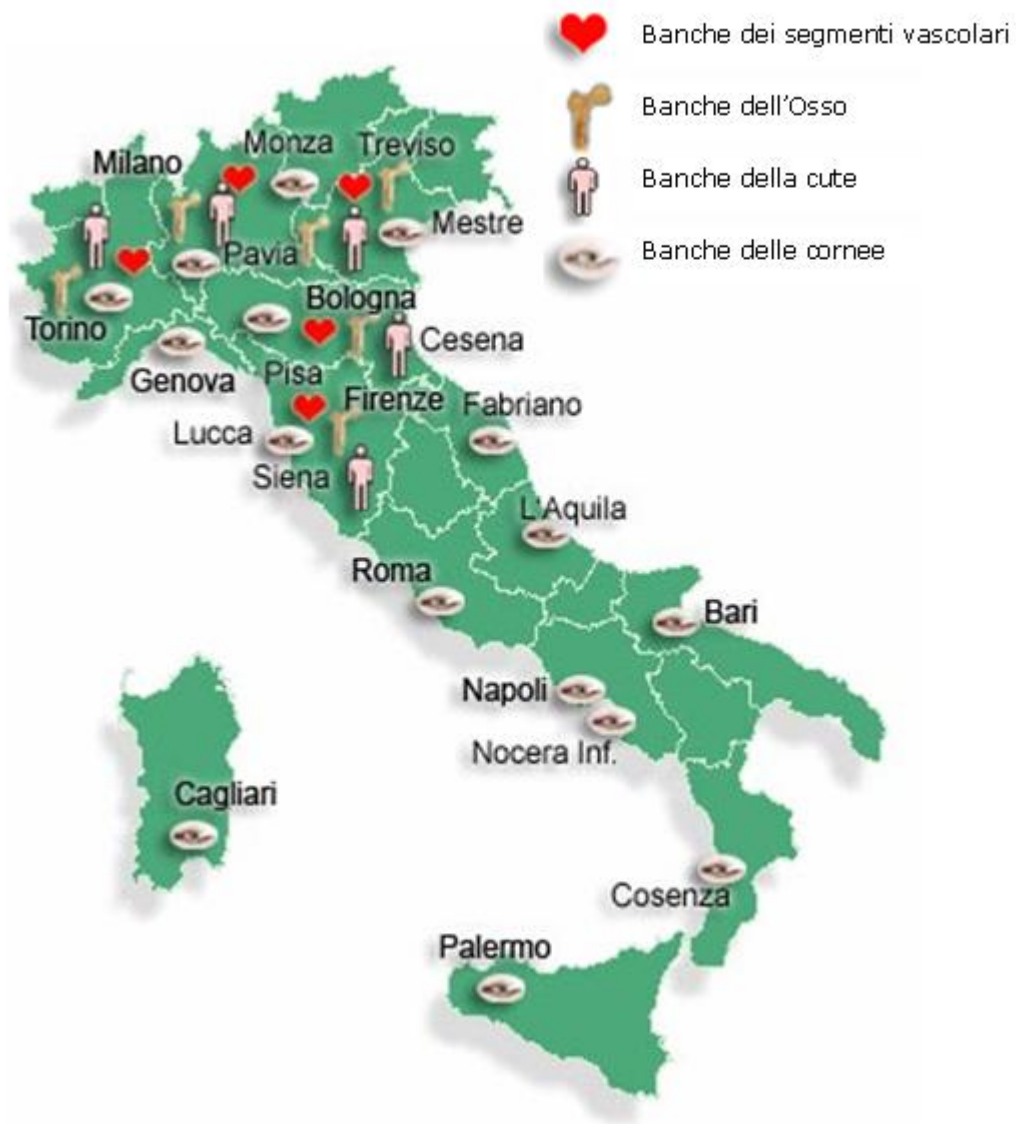 Banche dei segmenti vascolari
Banche dell'Osso
Banche della cute
Banche delle cornee
Monza
Treviso
Milano
Mestre
Pavia
Bologna
Torino
Cesena
Genova
Pisa
Firenze
Fabriano
Lucca
Siena
L'Aquila
Roma
Bari
Napoli
Nocera Inf.
Cagliari
Cosenza
Palermo